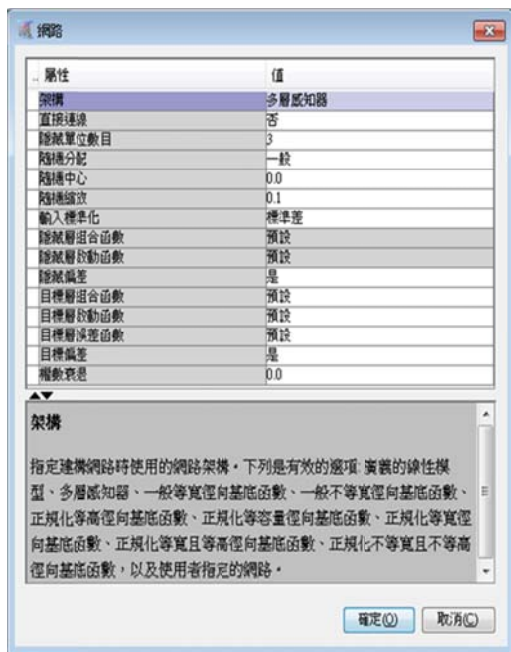 網路
.. 屬性 值
架構 多層感知器
直接連線 否
隱藏單位數目 3
隨機分配 一般
隨機中心 0.0
隨機縮放 0.1
輸入標準化 標準差
隱藏層組合函數 預設
隱藏層啟動函數 預設
隱藏偏差 是
目標層組合函數 預設
目標層啟動函數 預設
目標層誤差函數 預設
目標偏差 是
權數衰退 0.0
架構
指定建構網路時使用的網路架構。下列是有效的選項: 廣義的線性模
型、多層感知器、一般等寬徑向基底函數、一般不等寬徑向基底函數、
正規化等高徑向基底函數、正規化等容量徑向基底函數、正規化等寬徑
向基底函數、正規化等寬且等高徑向基底函數、正規化不等寬且不等高
徑向基底函數，以及使用者指定的網路。
確定(O) 取消(C)